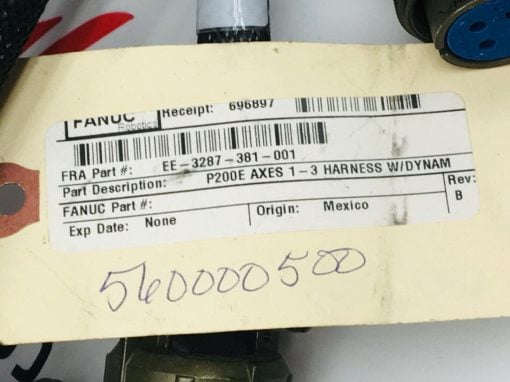 FANUC
Robotics
Receipt: 696897
FRA Part #: EE-3287-381-001
Part Description: P200E AXES 1-3 HARNESS W/DYNAM
FANUC Part #:
Rev:
B
Exp Date: None
Origin: Mexico
560000500